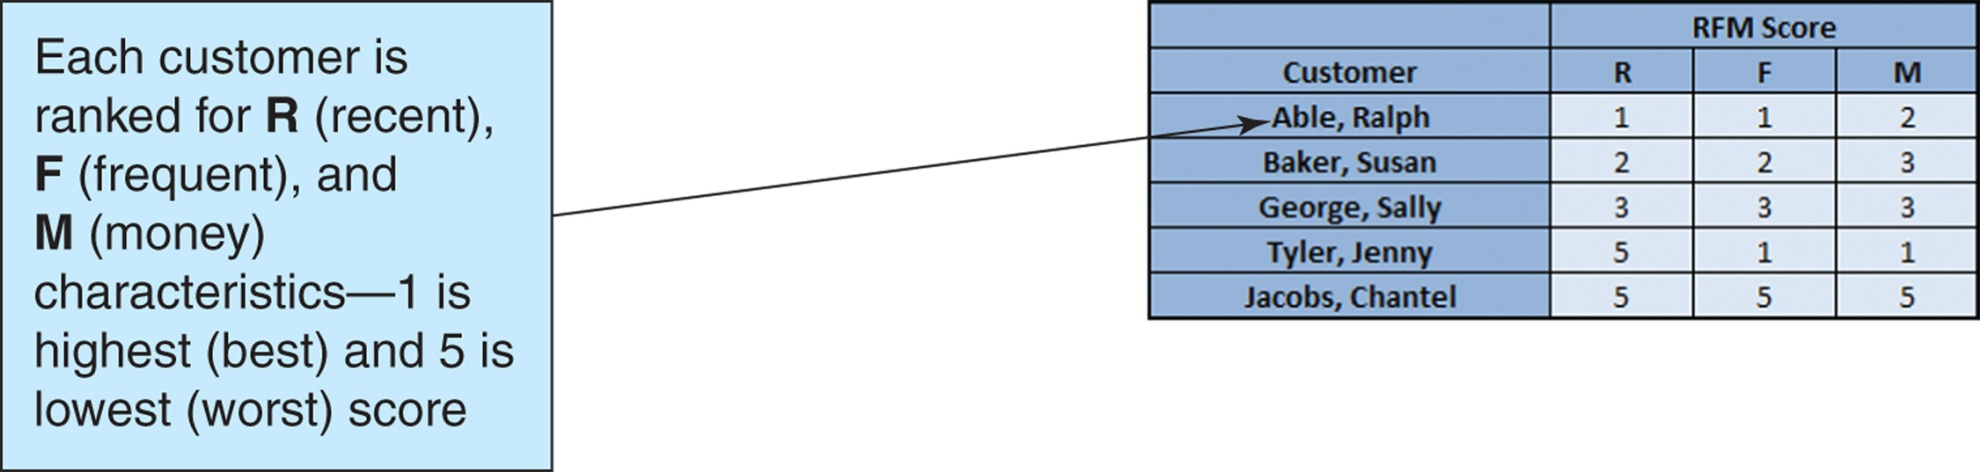 Each customer is
ranked for R (recent),
F (frequent), and
M (money)
characteristics—1 is
highest (best) and 5 is
lowest (worst) score
RFM Score
Customer R F M
Able, Ralph 1 1 2
Baker, Susan 2 2 3
George, Sally 3 3 3
Tyler, Jenny 5 1 1
Jacobs, Chantel 5 5 5